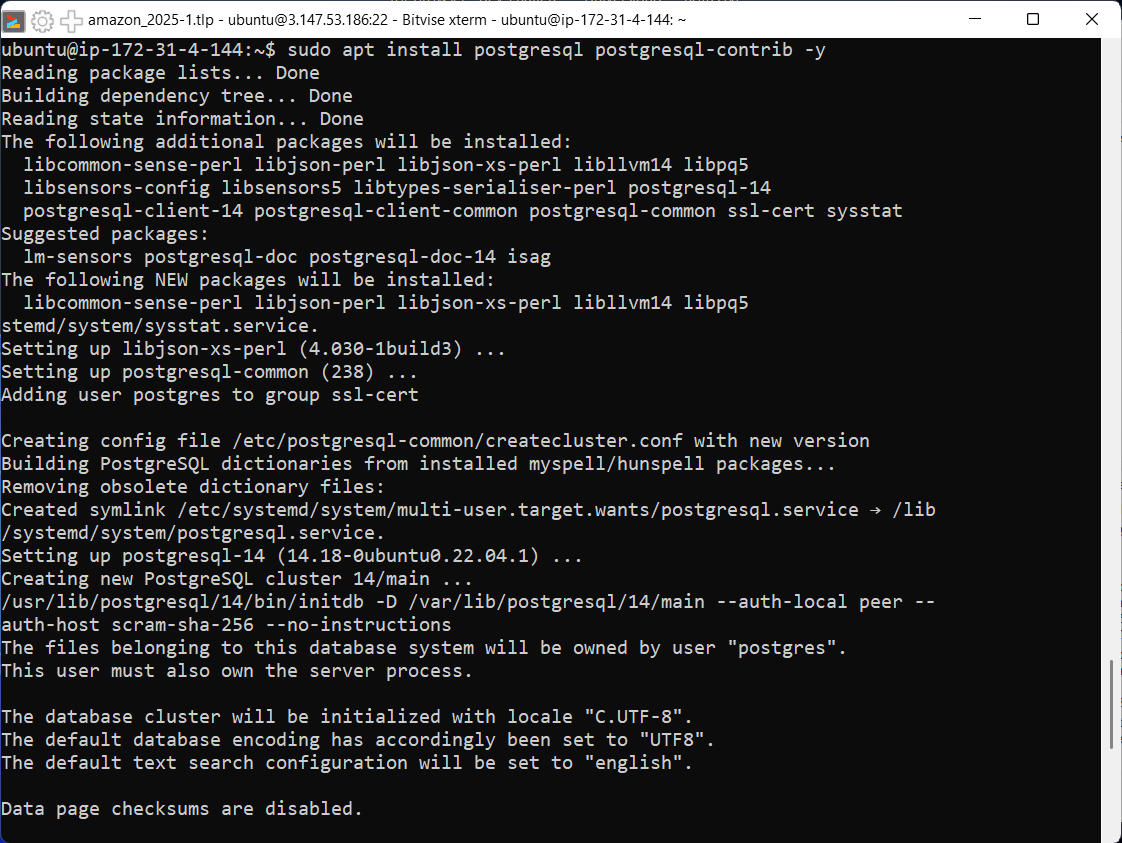 amazon_2025-1.tlp - ubuntu@3.147.53.186:22 - Bitvise xterm - ubuntu@ip-172-31-4-144: ~
ubuntu@ip-172-31-4-144:~$ sudo apt install postgresql postgresql-contrib -y
Reading package lists... Done
Building dependency tree... Done
Reading state information... Done
The following additional packages will be installed:
  libcommon-sense-perl libjson-perl libjson-xs-perl libllvm14 libpq5
  libsensors-config libsensors5 libtypes-serialiser-perl postgresql-14
  postgresql-client-14 postgresql-client-common postgresql-common ssl-cert sysstat
Suggested packages:
  lm-sensors postgresql-doc postgresql-doc-14 isag
The following NEW packages will be installed:
  libcommon-sense-perl libjson-perl libjson-xs-perl libllvm14 libpq5
stemd/system/sysstat.service.
Setting up libjson-xs-perl (4.030-1build3) ...
Setting up postgresql-common (238) ...
Adding user postgres to group ssl-cert

Creating config file /etc/postgresql-common/createcluster.conf with new version
Building PostgreSQL dictionaries from installed myspell/hunspell packages...
Removing obsolete dictionary files:
Created symlink /etc/systemd/system/multi-user.target.wants/postgresql.service → /lib
/systemd/system/postgresql.service.
Setting up postgresql-14 (14.18-0ubuntu0.22.04.1) ...
Creating new PostgreSQL cluster 14/main ...
/usr/lib/postgresql/14/bin/initdb -D /var/lib/postgresql/14/main --auth-local peer --
auth-host scram-sha-256 --no-instructions
The files belonging to this database system will be owned by user "postgres".
This user must also own the server process.

The database cluster will be initialized with locale "C.UTF-8".
The default database encoding has accordingly been set to "UTF8".
The default text search configuration will be set to "english".

Data page checksums are disabled.